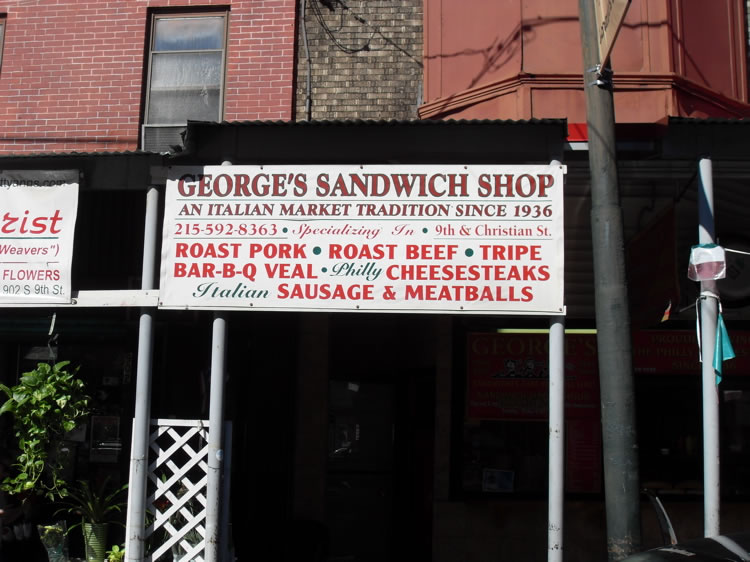 GEORGE'S SANDWICH SHOP
AN ITALIAN MARKET TRADITION SINCE 1936
215-592-8363 • Specializing In • 9th & Christian St.
ROAST PORK • ROAST BEEF • TRIPE
BAR-B-Q VEAL • Philly CHEESESTEAKS
Italian SAUSAGE & MEATBALLS
rist
Weavers")
FLOWERS
902 S 9th St.
GEORGE'S